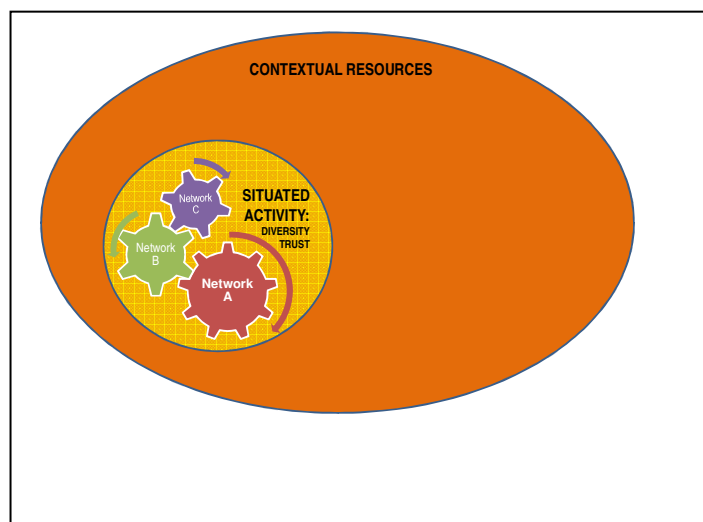 CONTEXTUAL RESOURCES
Network
C
SITUATED
ACTIVITY:
DIVERSITY
TRUST
Network
B
Network
A